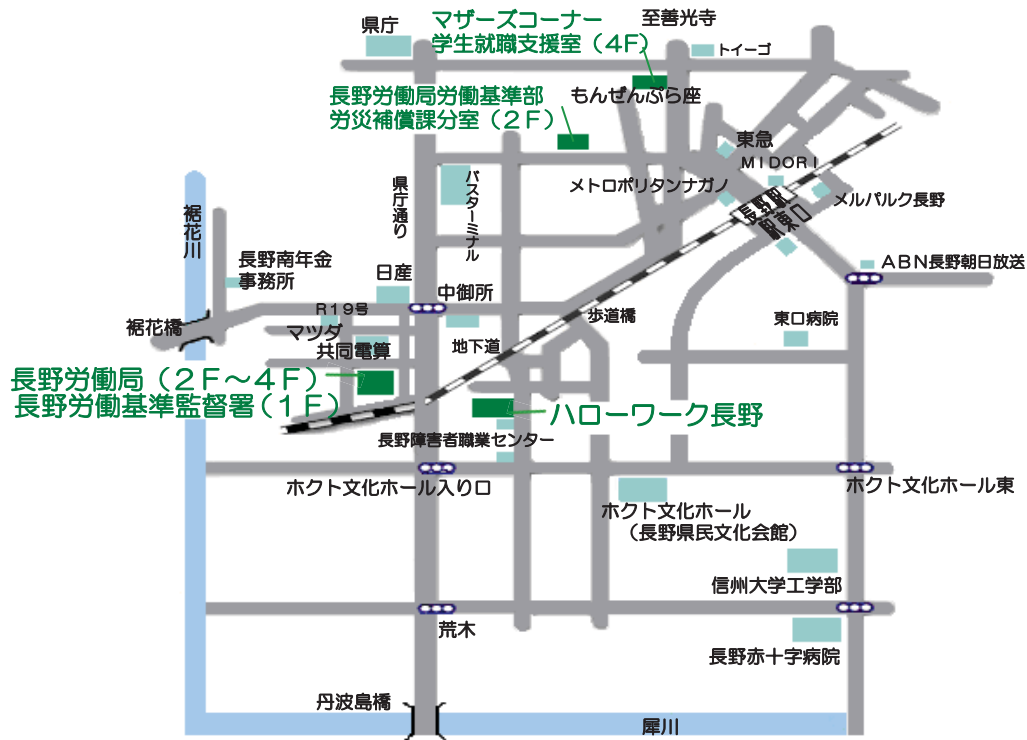 県庁
マザーズコーナー
学生就職支援室（４F）
至善光寺
トイーゴ
長野労働局労働基準部
労災補償課分室（２Ｆ）
もんぜんぷら座
東急
ＭＩＤＯＲＩ
メトロポリタンナガノ
長野駅
駅東口
メルパルク長野
県庁通り
バスターミナル
裾花川
長野南年金
事務所
日産
中御所
ＡＢＮ長野朝日放送
Ｒ１９号
裾花橋
マツダ
共同電算
地下道
歩道橋
東口病院
長野労働局（２Ｆ～４Ｆ）
長野労働基準監督署（１Ｆ）
ハローワーク長野
長野障害者職業センター
ホクト文化ホール入り口
ホクト文化ホール東
ホクト文化ホール
（長野県民文化会館）
信州大学工学部
荒木
長野赤十字病院
丹波島橋
犀川